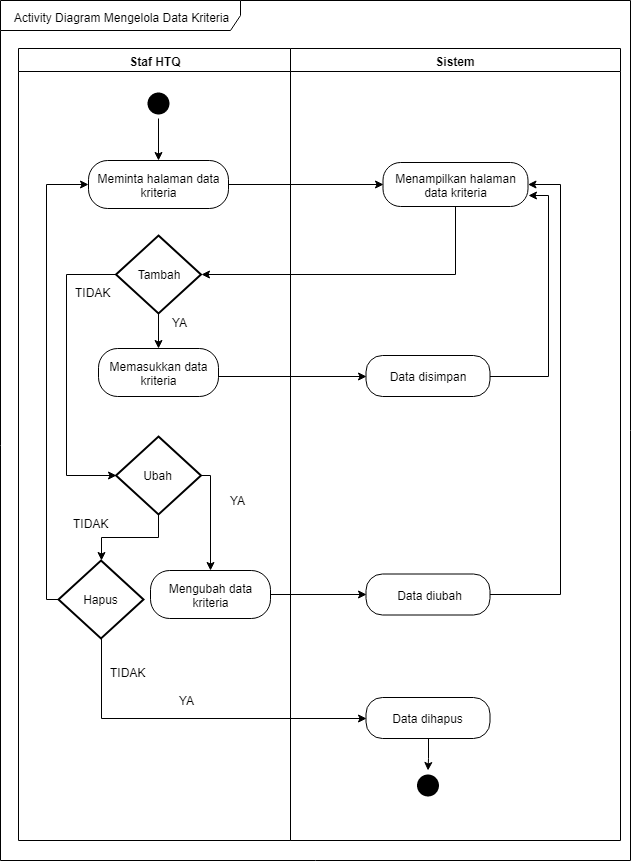 Activity Diagram Mengelola Data Kriteria
Staf HTQ
Sistem
Meminta halaman data
kriteria
Menampilkan halaman
data kriteria
Tambah
TIDAK
YA
Memasukkan data
kriteria
Data disimpan
Ubah
YA
TIDAK
Hapus
Mengubah data
kriteria
Data diubah
TIDAK
YA
Data dihapus